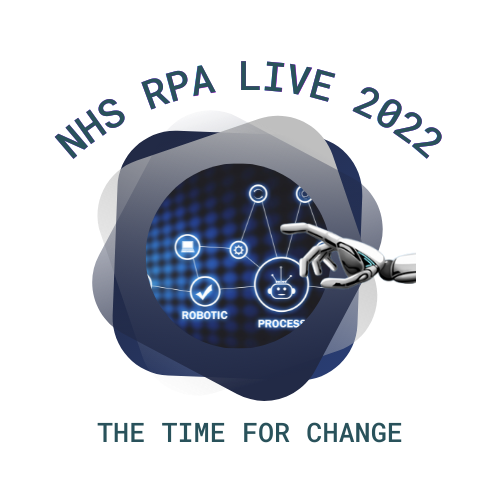 NHS RPA LIVE 2022
ROBOTIC
PROCESS
THE TIME FOR CHANGE